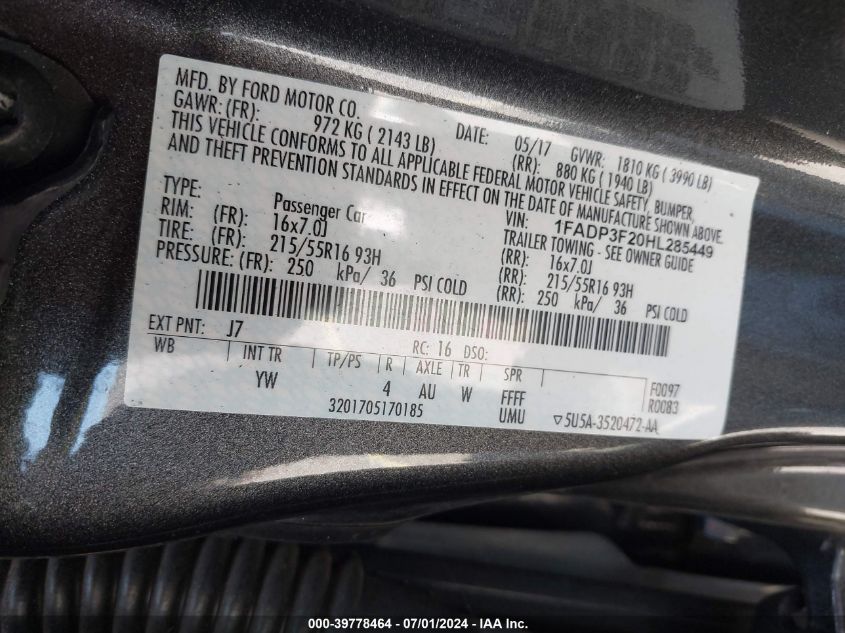 MFD. BY FORD MOTOR CO.
DATE: 05/17 GVWR: 1810 KG ( 3990 LB)
GAWR: (FR): 972 KG ( 2143 LB) (RR): 880 KG ( 1940 LB)
THIS VEHICLE CONFORMS TO ALL APPLICABLE FEDERAL MOTOR VEHICLE SAFETY, BUMPER,
AND THEFT PREVENTION STANDARDS IN EFFECT ON THE DATE OF MANUFACTURE SHOWN ABOVE.
VIN: 1FADP3F20HL285449
TYPE: Passenger Car TRAILER TOWING - SEE OWNER GUIDE
RIM: (FR): 16x7.0J (RR): 16x7.0J
TIRE: (FR): 215/55R16 93H (RR): 215/55R16 93H
PRESSURE: (FR): 250 kPa/ 36 PSI COLD (RR): 250 kPa/ 36 PSI COLD
EXT PNT: J7 RC: 16 DSO:
WB INT TR TP/PS R AXLE TR SPR F0097
YW 4 AU W FFFF R0083
3201705170185 UMU ▽5U5A-3520472-AA
000-39778464 - 07/01/2024 - IAA, Inc.